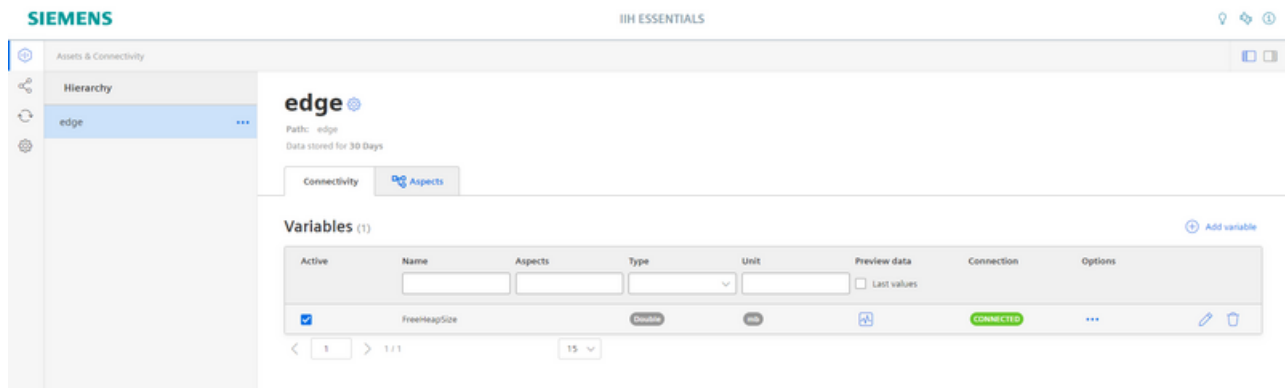 SIEMENS
IIH ESSENTIALS
Assets & Connectivity
Hierarchy
edge
edge
Path: edge
Data stored for 30 Days
Connectivity
Aspects
Variables (1)
Add variable
Active Name Aspects Type Unit Preview data Connection Options
Last values
FreeHeapSize Double mb CONNECTED
1 1 / 1 15